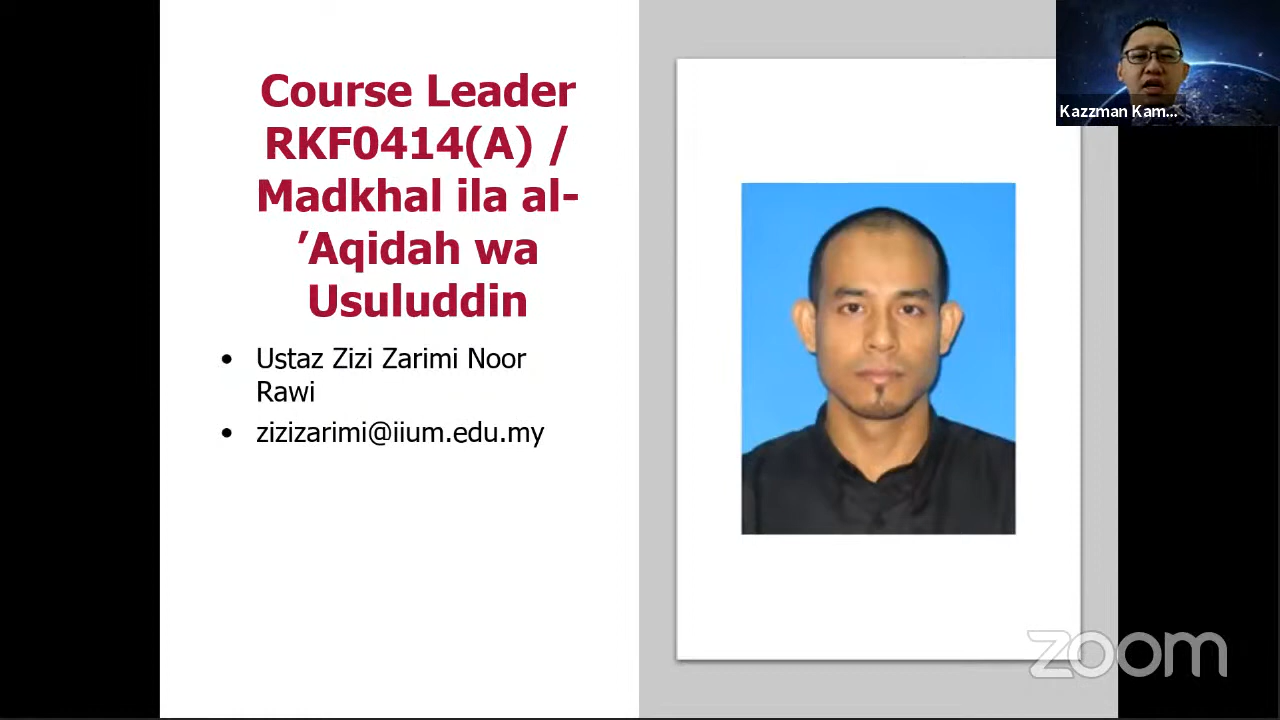 Course Leader
RKF0414(A) /
Madkhal ila al-
’Aqidah wa
Usuluddin
• Ustaz Zizi Zarimi Noor
Rawi
• zizizarimi@iium.edu.my
Kazzman Kam...
zoom